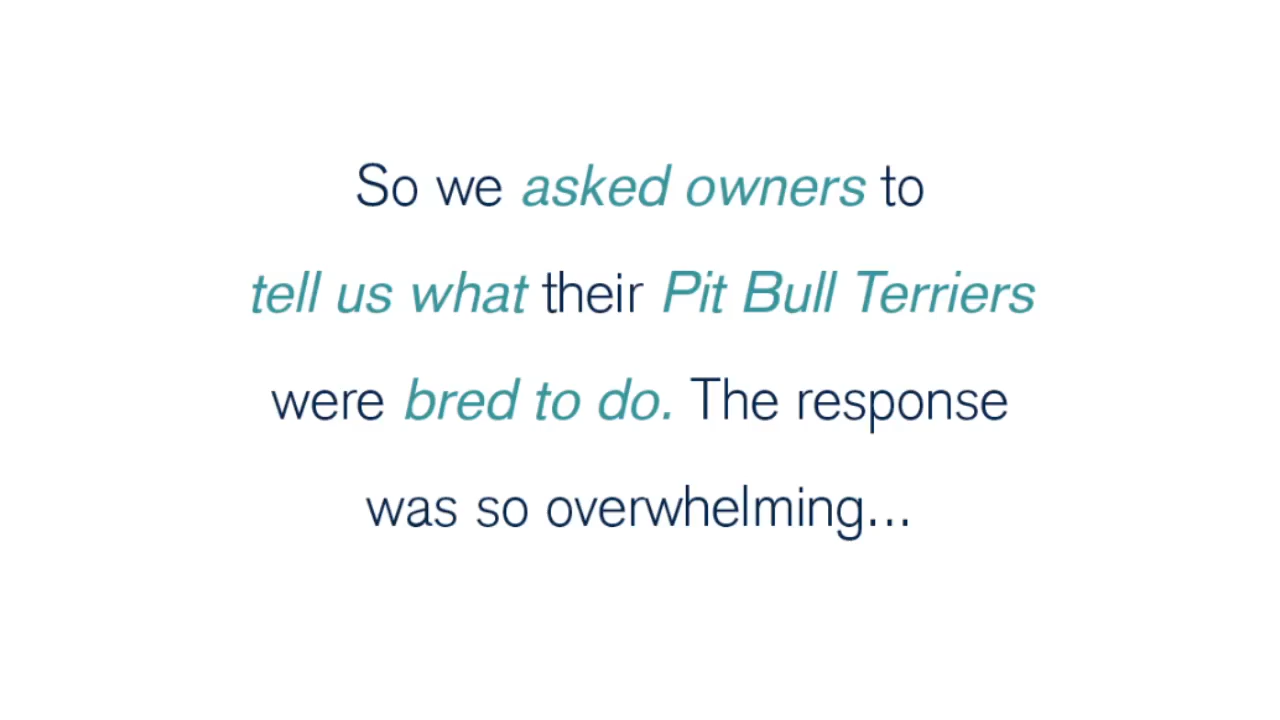 So we asked owners to
tell us what their Pit Bull Terriers
were bred to do. The response
was so overwhelming...